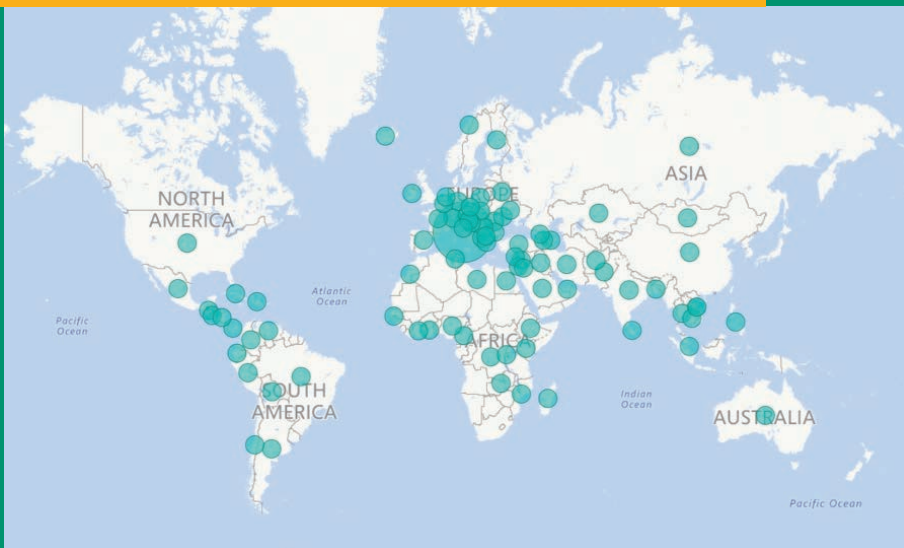 ASIA
EUROPE
NORTH
AMERICA
Atlantic
Ocean
Pacific
Ocean
AFRICA
SOUTH
AMERICA
Indian
Ocean
AUSTRALIA
Pacific Ocean